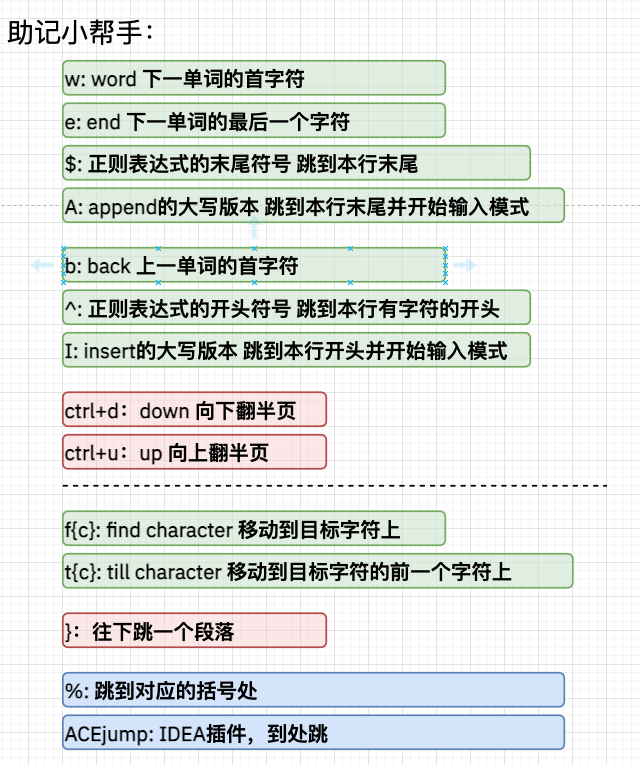 助记小帮手：
w: word 下一单词的首字符
e: end 下一单词的最后一个字符
$: 正则表达式的末尾符号 跳到本行末尾
A: append的大写版本 跳到本行末尾并开始输入模式
b: back 上一单词的首字符
^: 正则表达式的开头符号 跳到本行有字符的开头
I: insert的大写版本 跳到本行开头并开始输入模式
ctrl+d： down 向下翻半页
ctrl+u： up 向上翻半页
f{c}: find character 移动到目标字符上
t{c}: till character 移动到目标字符的前一个字符上
}： 往下跳一个段落
%: 跳到对应的括号处
ACEjump: IDEA插件，到处跳